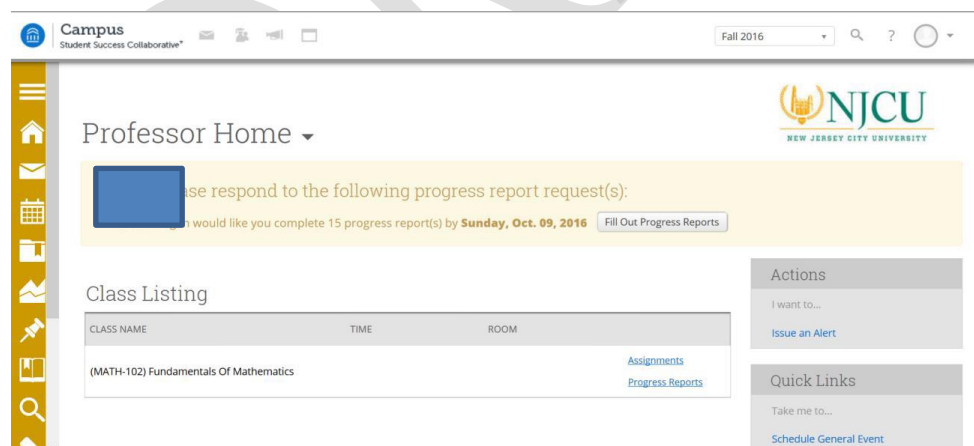 Campus
Student Success Collaborative
Fall 2016
?
NJCU
NEW JERSEY CITY UNIVERSITY
Professor Home
respond to the following progress report request(s):
would like you complete 15 progress report(s) by Sunday, Oct. 09, 2016 Fill Out Progress Reports
Class Listing
CLASS NAME TIME ROOM
(MATH-102) Fundamentals Of Mathematics
Assignments
Progress Reports
Actions
I want to...
Issue an Alert
Quick Links
Take me to...
Schedule General Event